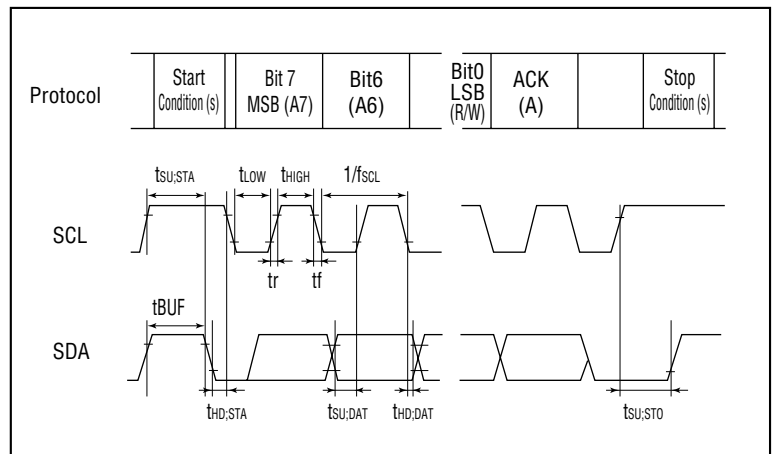 Protocol
Start
Condition (s)
Bit 7
MSB (A7)
Bit6
(A6)
Bit0
LSB
(R/W)
ACK
(A)
Stop
Condition (s)
tSU;STA
tLOW
tHIGH
1/fSCL
SCL
tr
tf
tBUF
SDA
tHD;STA
tSU;DAT
tHD;DAT
tSU;STO